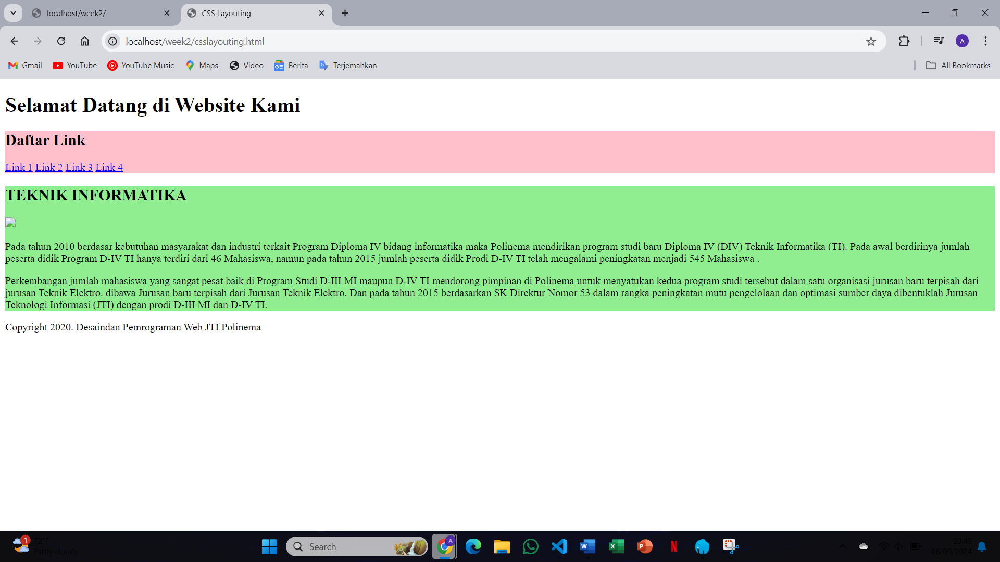 localhost/week2/
CSS Layouting
localhost/week2/csslayouting.html
A
Gmail
YouTube
YouTube Music
Maps
Video
Berita
Terjemahkan
All Bookmarks
Selamat Datang di Website Kami
Daftar Link
Link 1 Link 2 Link 3 Link 4
TEKNIK INFORMATIKA
Pada tahun 2010 berdasar kebutuhan masyarakat dan industri terkait Program Diploma IV bidang informatika maka Polinema mendirikan program studi baru Diploma IV (DIV) Teknik Informatika (TI). Pada awal berdirinya jumlah
peserta didik Program D-IV TI hanya terdiri dari 46 Mahasiswa, namun pada tahun 2015 jumlah peserta didik Prodi D-IV TI telah mengalami peningkatan menjadi 545 Mahasiswa .
Perkembangan jumlah mahasiswa yang sangat pesat baik di Program Studi D-III MI maupun D-IV TI mendorong pimpinan di Polinema untuk menyatukan kedua program studi tersebut dalam satu organisasi jurusan baru terpisah dari
jurusan Teknik Elektro. dibawa Jurusan baru terpisah dari Jurusan Teknik Elektro. Dan pada tahun 2015 berdasarkan SK Direktur Nomor 53 dalam rangka peningkatan mutu pengelolaan dan optimasi sumber daya dibentuklah Jurusan
Teknologi Informasi (JTI) dengan prodi D-III MI dan D-IV TI.
Copyright 2020. Desaindan Pemrograman Web JTI Polinema
1
72°F
Partly cloudy
Search
A
20:49
06/09/2024